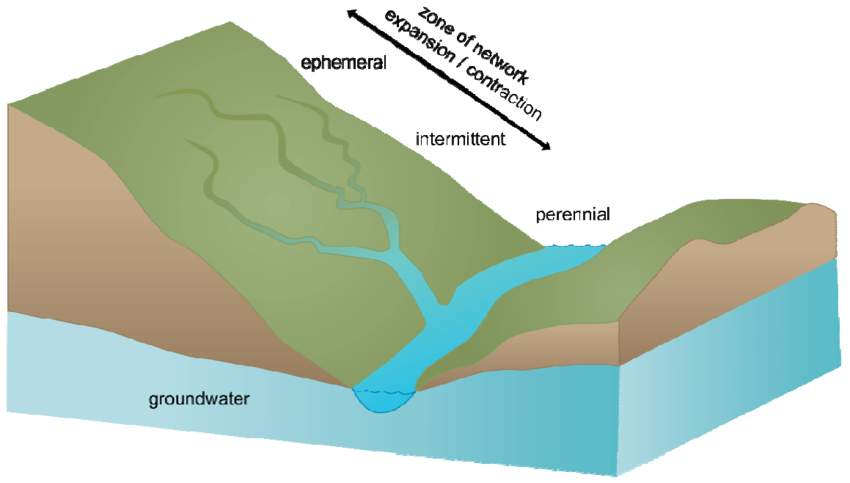 zone of network
expansion / contraction
ephemeral
intermittent
perennial
groundwater